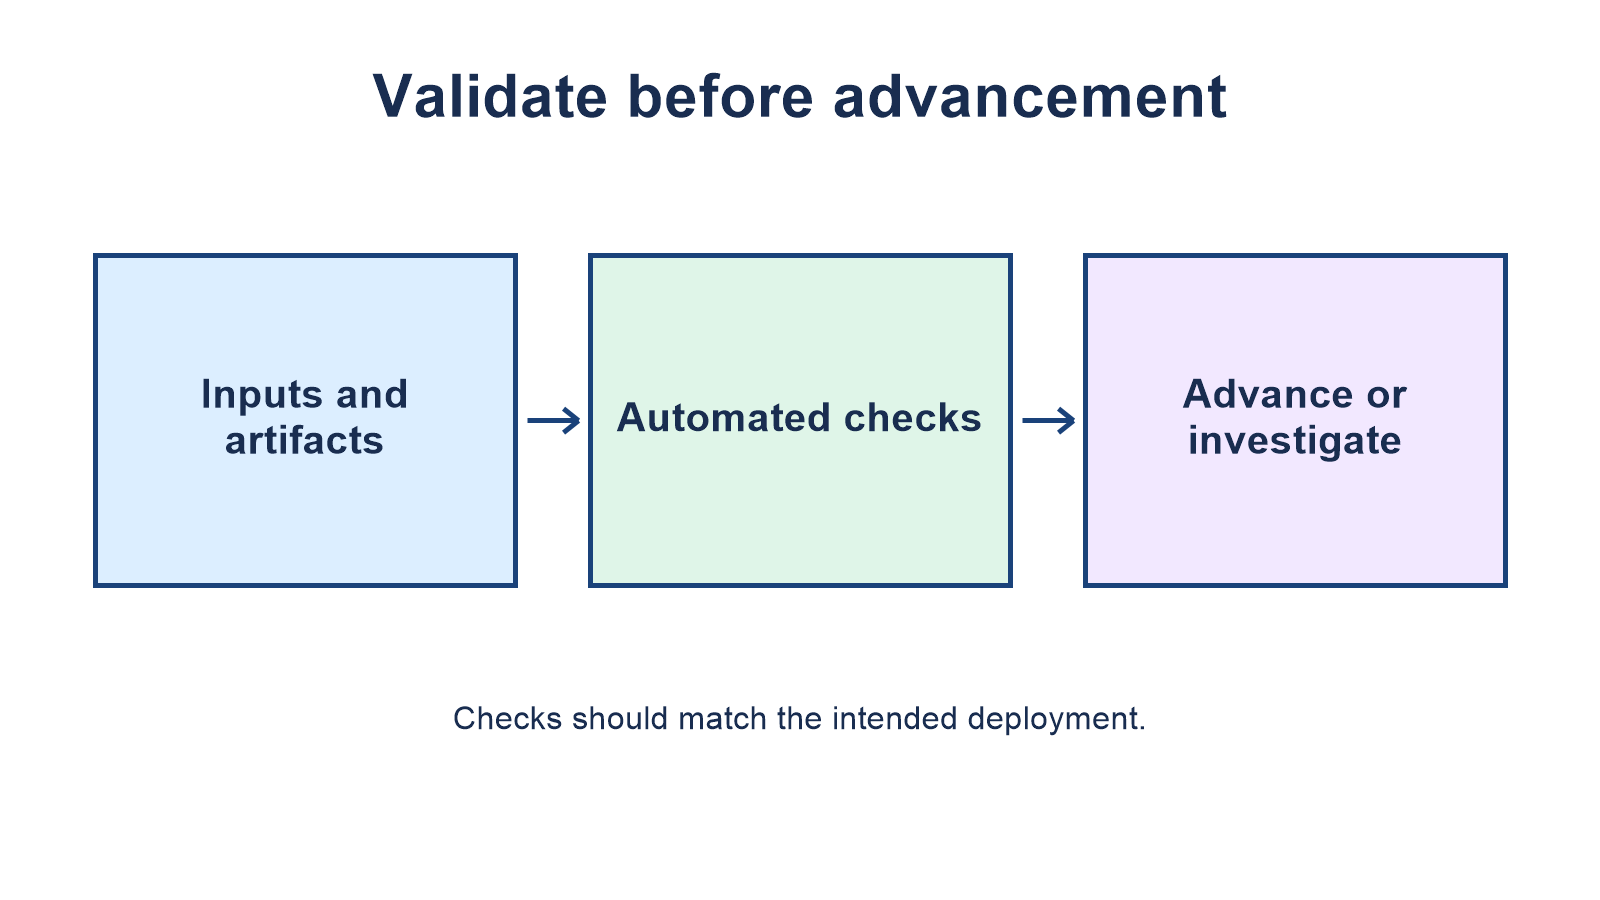 Validate before advancement
Inputs and
artifacts
Automated checks
Advance or
investigate
Checks should match the intended deployment.